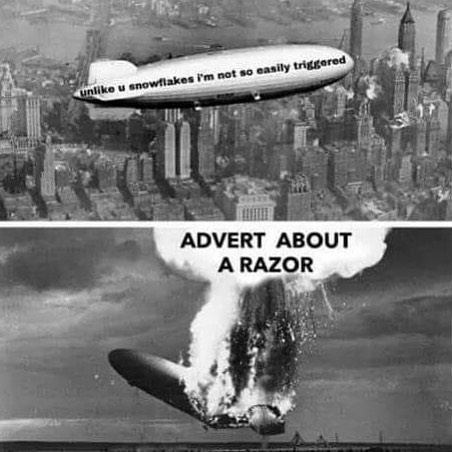 unlike u snowflakes i'm not so easily triggered
ADVERT ABOUT
A RAZOR